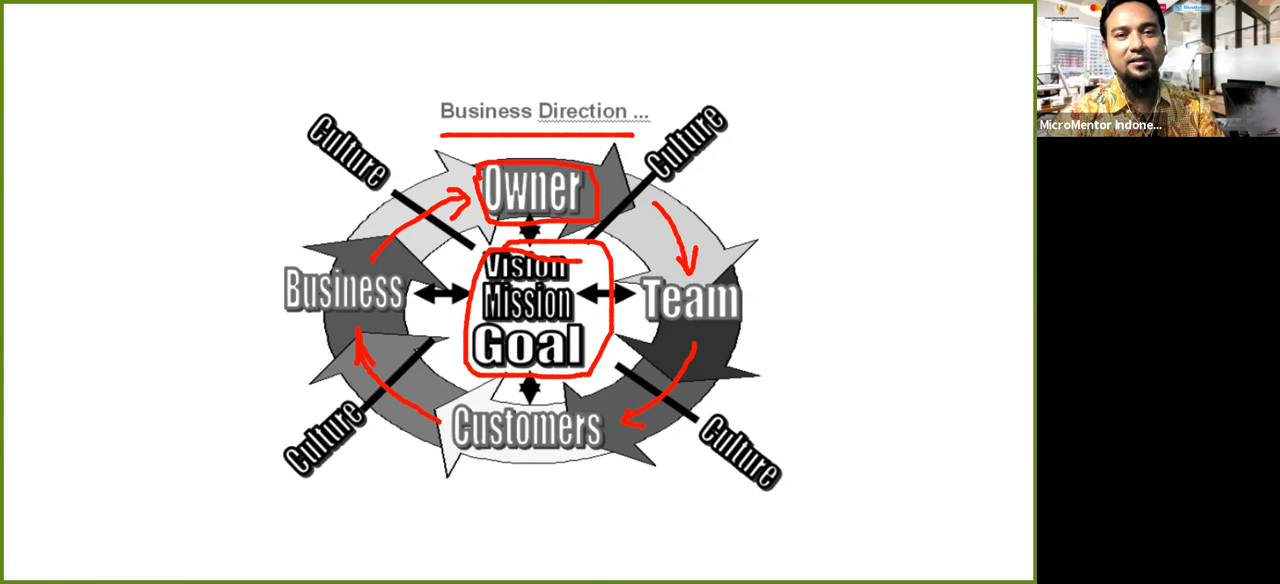 Business Direction ...
Culture
Culture
Owner
Vision
Mission
Goal
Business
Team
Customers
Culture
Culture
MicroMentor Indone...